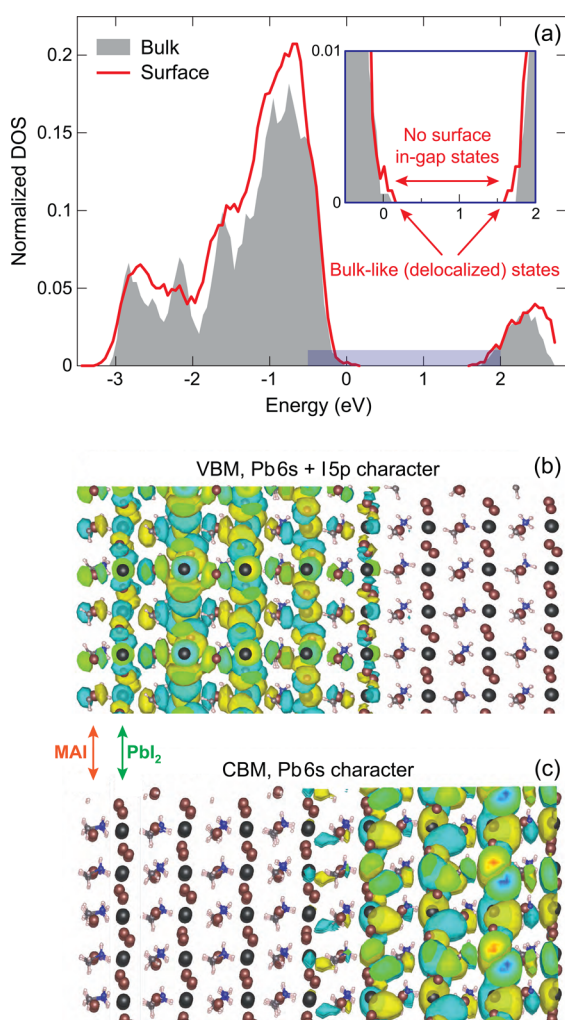 (a)
Bulk
Surface
0.01
No surface
in-gap states
0
0 1 2
Bulk-like (delocalized) states
Normalized DOS
0.2
0.15
0.1
0.05
0
-3 -2 -1 0 1 2
Energy (eV)
VBM, Pb 6s + I 5p character (b)
MAI PbI₂
CBM, Pb 6s character (c)